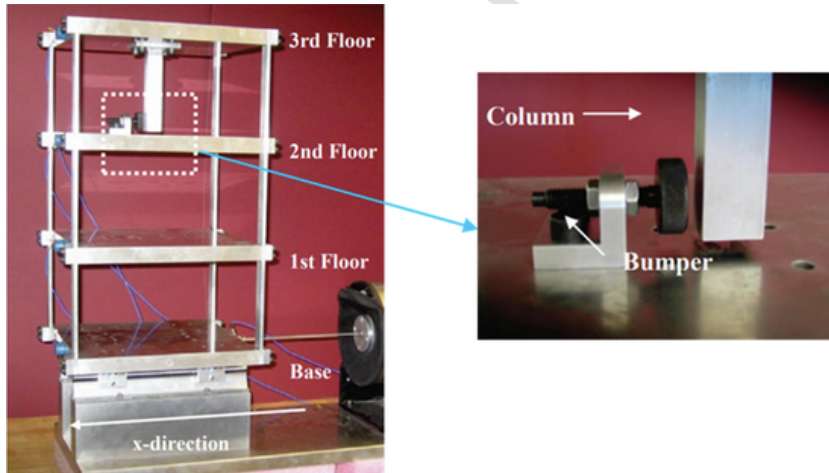 3rd Floor
2nd Floor
1st Floor
Base
x-direction
Column
Bumper